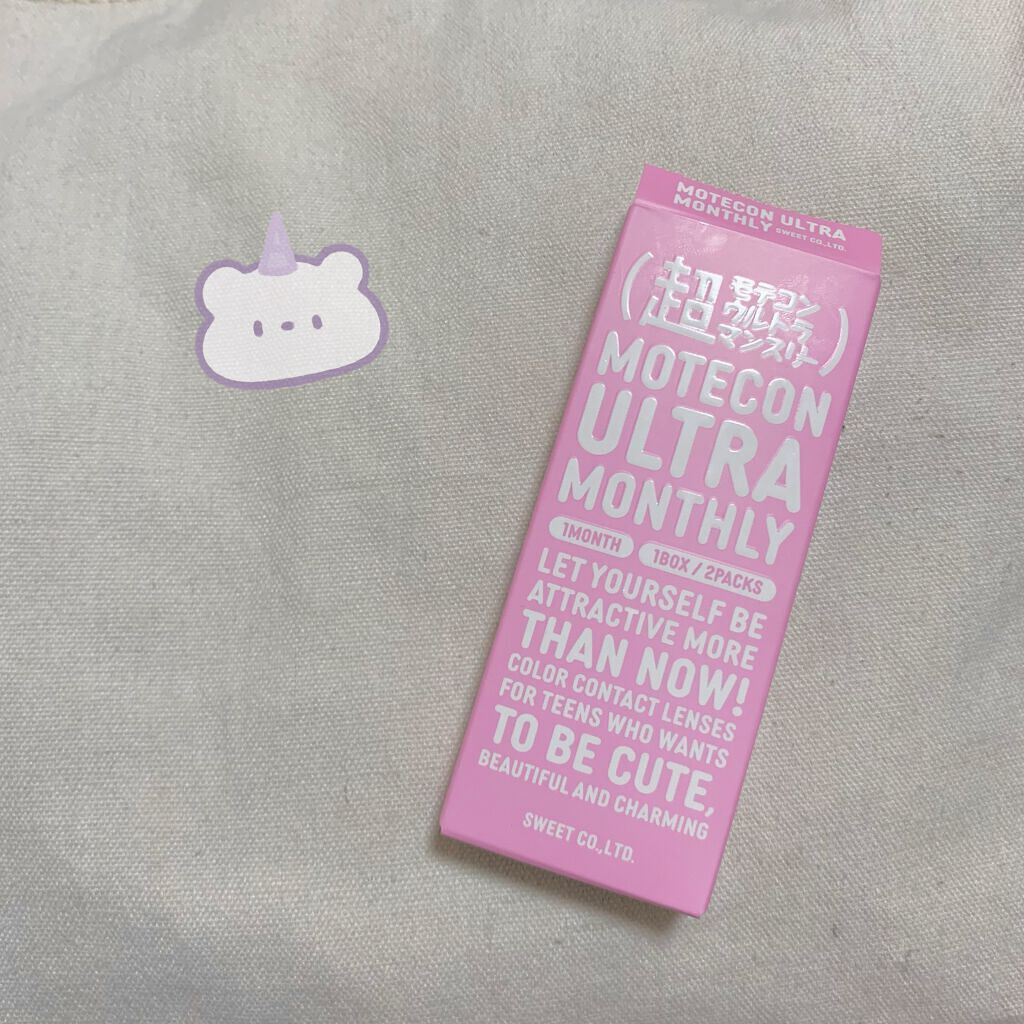 MOTECON ULTRA
MONTHLY SWEET CO.,LTD.
(超 モテコン
ウルトラ
マンスリー)
MOTECON
ULTRA
MONTHLY
1MONTH 1BOX / 2PACKS
LET YOURSELF BE
ATTRACTIVE MORE
THAN NOW!
COLOR CONTACT LENSES
FOR TEENS WHO WANTS
TO BE CUTE,
BEAUTIFUL AND CHARMING
SWEET CO.,LTD.